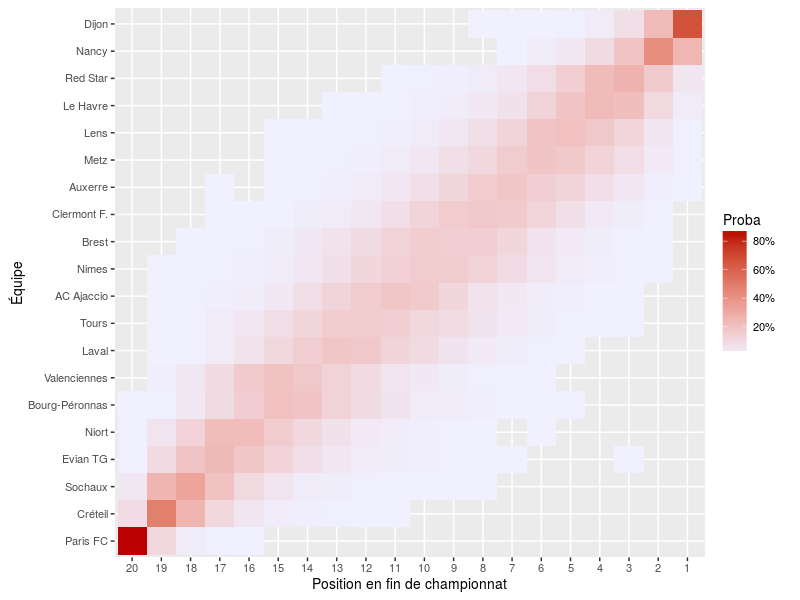 Équipe
Dijon
Nancy
Red Star
Le Havre
Lens
Metz
Auxerre
Clermont F.
Brest
Nimes
AC Ajaccio
Tours
Laval
Valenciennes
Bourg-Péronnas
Niort
Evian TG
Sochaux
Créteil
Paris FC
20 19 18 17 16 15 14 13 12 11 10 9 8 7 6 5 4 3 2 1
Position en fin de championnat
Proba
80%
60%
40%
20%